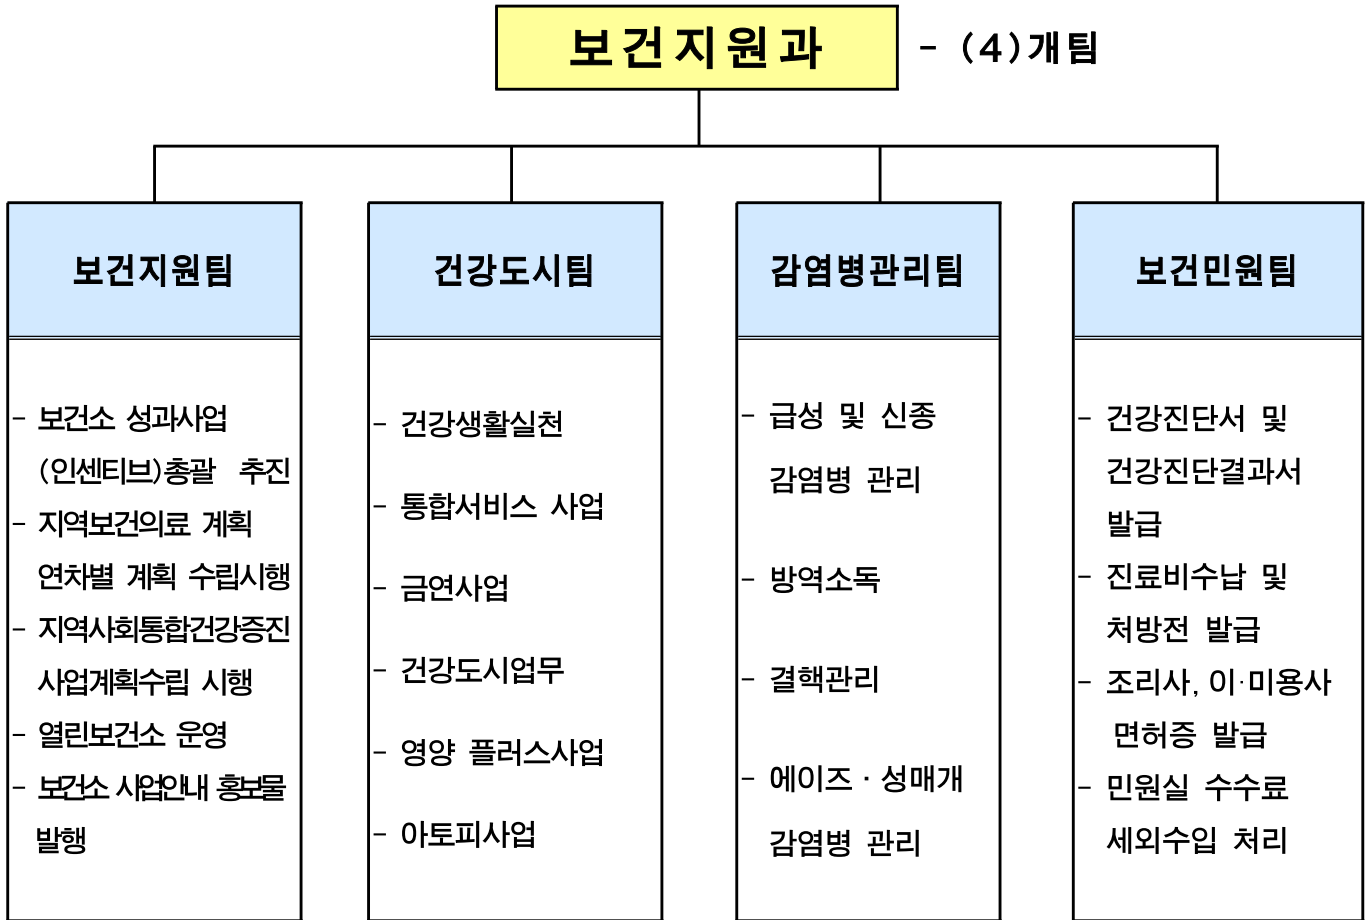 보건지원과 - (4)개팀
보건지원팀
- 보건소 성과사업
(인센티브)총괄 추진
- 지역보건의료 계획
연차별 계획 수립시행
- 지역사회통합건강증진
사업계획수립 시행
- 열린보건소 운영
- 보건소 사업안내 홍보물
발행
건강도시팀
- 건강생활실천
- 통합서비스 사업
- 금연사업
- 건강도시업무
- 영양 플러스사업
- 아토피사업
감염병관리팀
- 급성 및 신종
감염병 관리
- 방역소독
- 결핵관리
- 에이즈 · 성매개
감염병 관리
보건민원팀
- 건강진단서 및
건강진단결과서
발급
- 진료비수납 및
처방전 발급
- 조리사, 이·미용사
면허증 발급
- 민원실 수수료
세외수입 처리